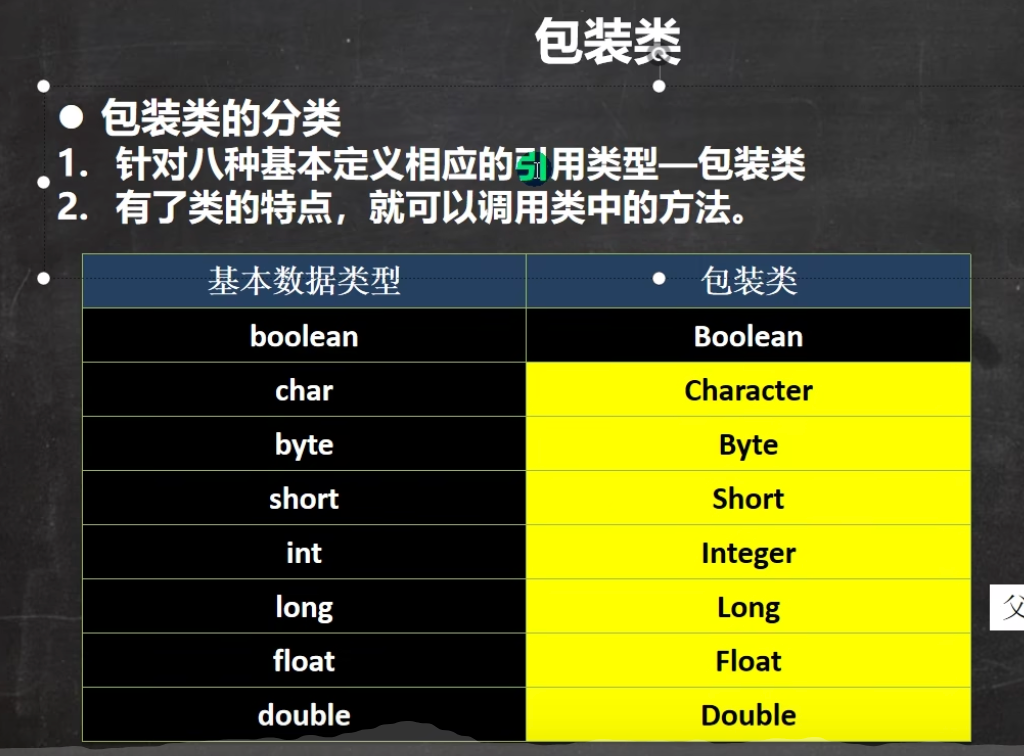 包装类
● 包装类的分类
1. 针对八种基本定义相应的引用类型—包装类
2. 有了类的特点，就可以调用类中的方法。
基本数据类型 • 包装类
boolean Boolean
char Character
byte Byte
short Short
int Integer
long Long
父
float Float
double Double